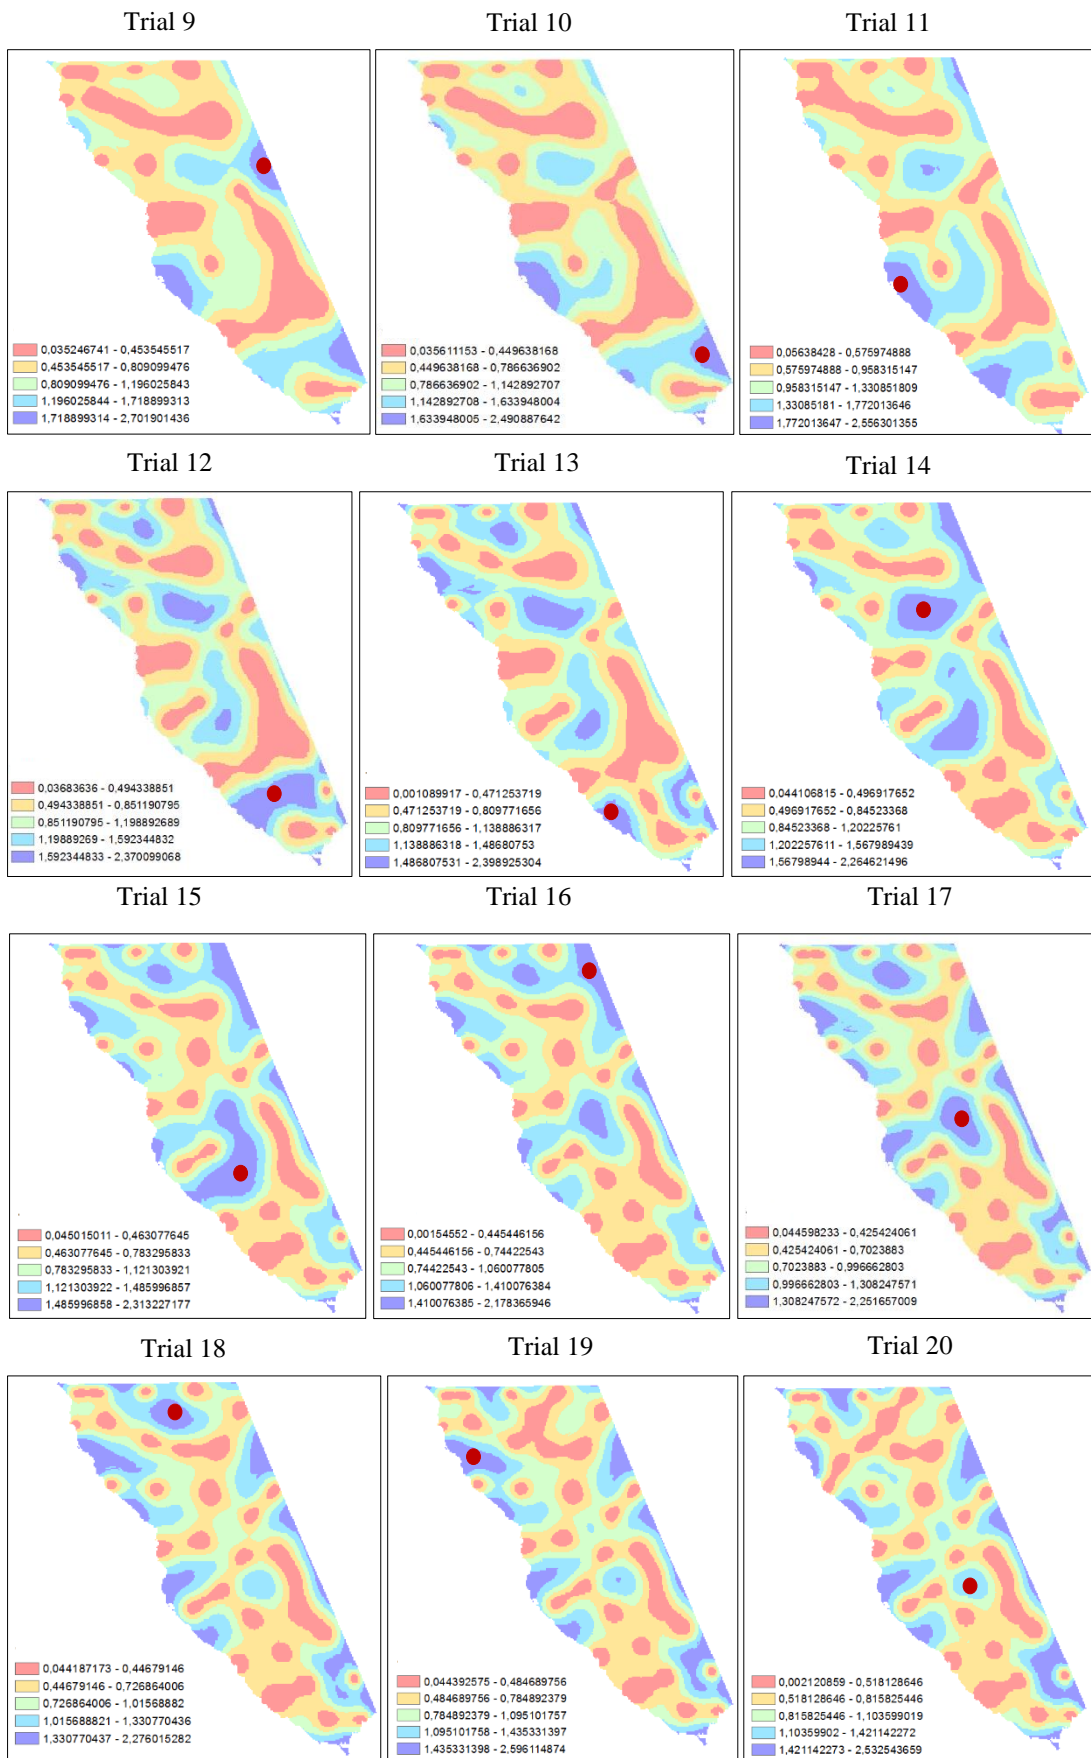 Trial 9
Trial 10
Trial 11
0,035246741 - 0,453545517
0,453545517 - 0,809099476
0,809099476 - 1,196025843
1,196025844 - 1,718899313
1,718899314 - 2,701901436
0,035611153 - 0,449638168
0,449638168 - 0,786636902
0,786636902 - 1,142892707
1,142892708 - 1,633948004
1,633948005 - 2,490887642
0,05638428 - 0,575974888
0,575974888 - 0,958315147
0,958315147 - 1,330851809
1,33085181 - 1,772013646
1,772013647 - 2,556301355
Trial 12
Trial 13
Trial 14
0,03683636 - 0,494338851
0,494338851 - 0,851190795
0,851190795 - 1,198892689
1,19889269 - 1,592344832
1,592344833 - 2,370099068
0,001089917 - 0,471253719
0,471253719 - 0,809771656
0,809771656 - 1,138886317
1,138886318 - 1,48680753
1,486807531 - 2,398925304
0,044106815 - 0,496917652
0,496917652 - 0,84523368
0,84523368 - 1,20225761
1,202257611 - 1,567989439
1,56798944 - 2,264621496
Trial 15
Trial 16
Trial 17
0,045015011 - 0,463077645
0,463077645 - 0,783295833
0,783295833 - 1,121303921
1,121303922 - 1,485996857
1,485996858 - 2,313227177
0,00154552 - 0,445446156
0,445446156 - 0,74422543
0,74422543 - 1,060077805
1,060077806 - 1,410076384
1,410076385 - 2,178365946
0,044598233 - 0,425424061
0,425424061 - 0,7023883
0,7023883 - 0,996662803
0,996662803 - 1,308247571
1,308247572 - 2,251657009
Trial 18
Trial 19
Trial 20
0,044187173 - 0,44679146
0,44679146 - 0,726864006
0,726864006 - 1,01568882
1,015688821 - 1,330770436
1,330770437 - 2,276015282
0,044392575 - 0,484689756
0,484689756 - 0,784892379
0,784892379 - 1,095101757
1,095101758 - 1,435331397
1,435331398 - 2,596114874
0,002120859 - 0,518128646
0,518128646 - 0,815825446
0,815825446 - 1,103599019
1,10359902 - 1,421142272
1,421142273 - 2,532543659